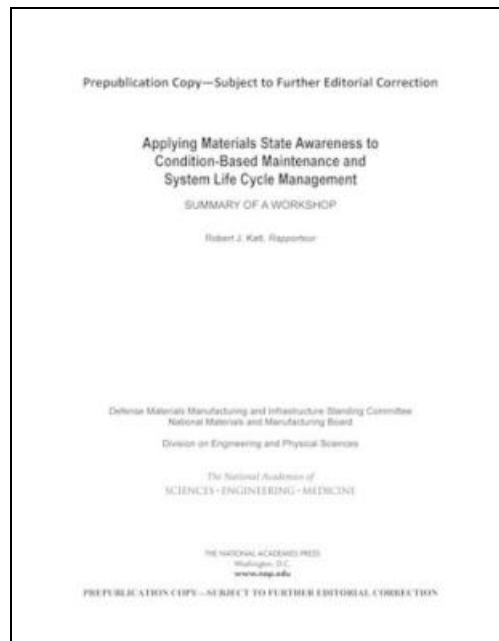 Prepublication Copy—Subject to Further Editorial Correction
Applying Materials State Awareness to
Condition-Based Maintenance and
System Life Cycle Management
SUMMARY OF A WORKSHOP
Robert J. Katt, Rapporteur
Defense Materials Manufacturing and Infrastructure Standing Committee
National Materials and Manufacturing Board
Division on Engineering and Physical Sciences
The National Academies of
SCIENCES • ENGINEERING • MEDICINE
THE NATIONAL ACADEMIES PRESS
Washington, D.C.
www.nap.edu
PREPUBLICATION COPY—SUBJECT TO FURTHER EDITORIAL CORRECTION